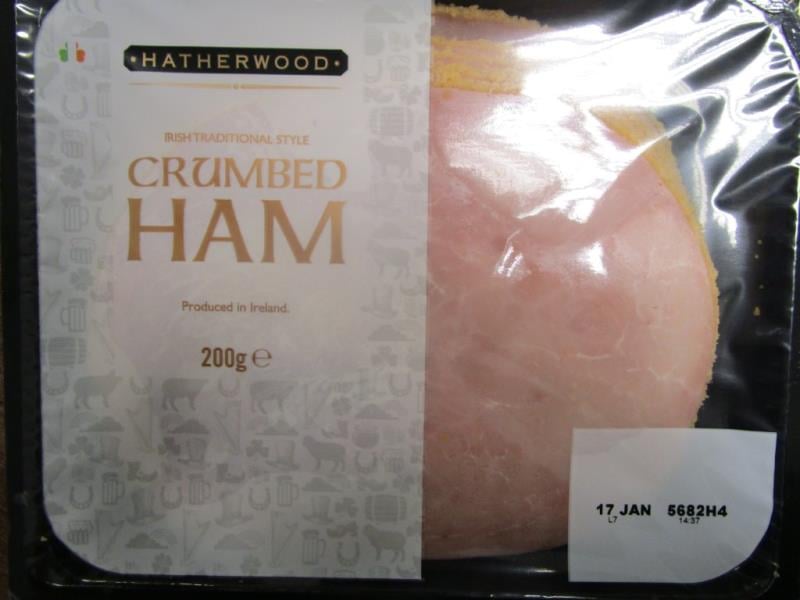 ·HATHERWOOD·
IRISH TRADITIONAL STYLE
CRUMBED
HAM
Produced in Ireland.
200g ℮
17 JAN 5682H4
L7 14:37